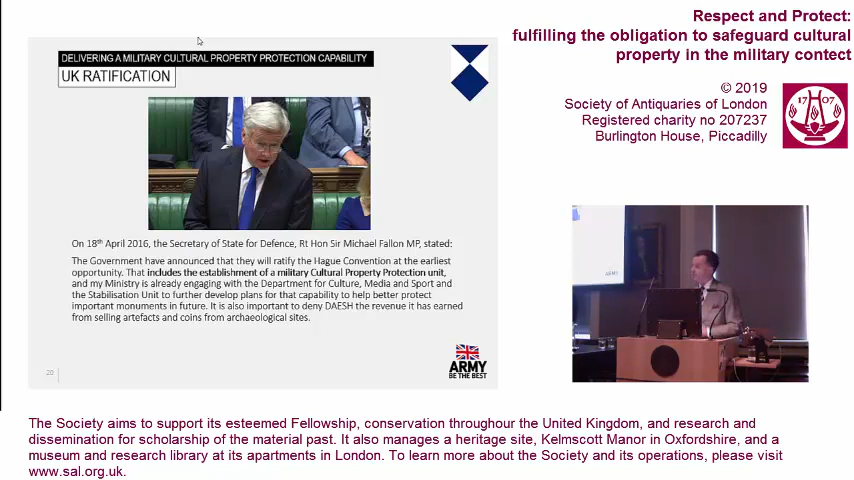 Respect and Protect:
fulfilling the obligation to safeguard cultural
property in the military contect
© 2019
Society of Antiquaries of London
Registered charity no 207237
Burlington House, Piccadilly
17 07
DELIVERING A MILITARY CULTURAL PROPERTY PROTECTION CAPABILITY
UK RATIFICATION
On 18th April 2016, the Secretary of State for Defence, Rt Hon Sir Michael Fallon MP, stated:
The Government have announced that they will ratify the Hague Convention at the earliest
opportunity. That includes the establishment of a military Cultural Property Protection unit,
and my Ministry is already engaging with the Department for Culture, Media and Sport and
the Stabilisation Unit to further develop plans for that capability to help better protect
important monuments in future. It is also important to deny DAESH the revenue it has earned
from selling artefacts and coins from archaeological sites.
20
ARMY
BE THE BEST
The Society aims to support its esteemed Fellowship, conservation throughour the United Kingdom, and research and
dissemination for scholarship of the material past. It also manages a heritage site, Kelmscott Manor in Oxfordshire, and a
museum and research library at its apartments in London. To learn more about the Society and its operations, please visit
www.sal.org.uk.